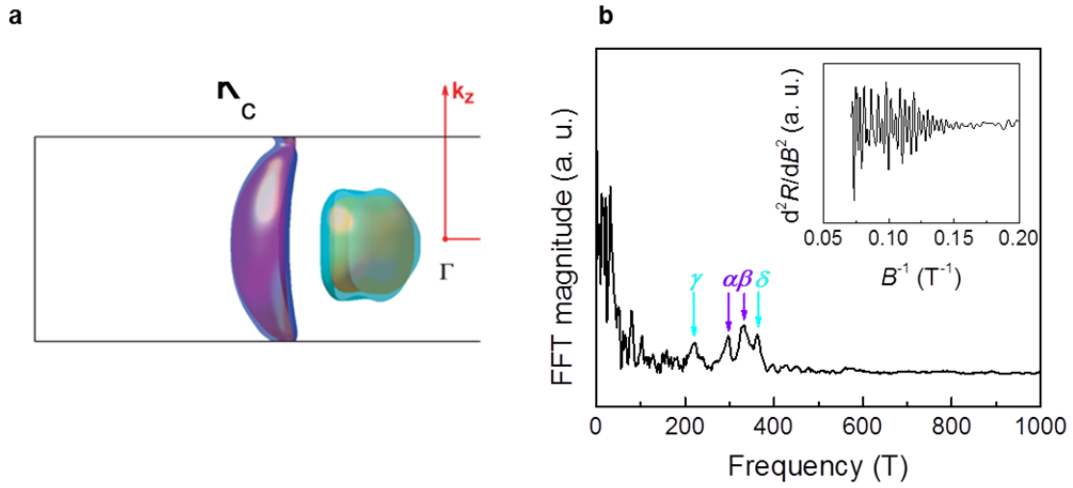 a
c
k_z
Γ
b
FFT magnitude (a. u.)
γ
αβ
δ
0
200
400
600
800
1000
Frequency (T)
d²R/dB² (a. u.)
0.05
0.10
0.15
0.20
B⁻¹ (T⁻¹)